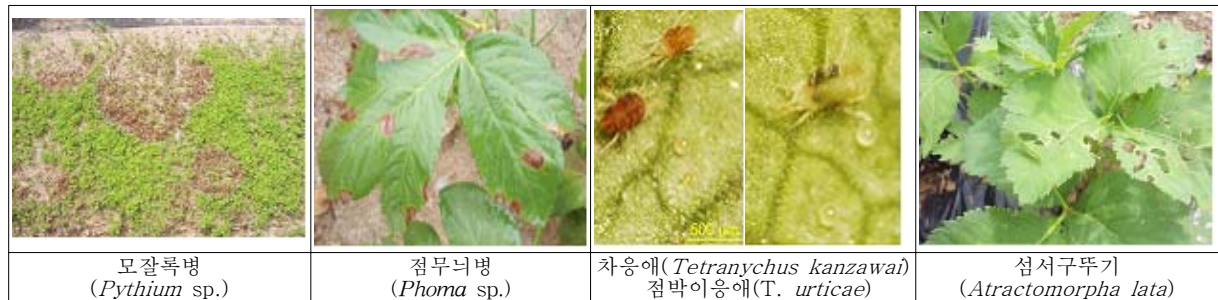 500 μm
모잘록병
(Pythium sp.)
점무늬병
(Phoma sp.)
차응애(Tetranychus kanzawai)
점박이응애(T. urticae)
섬서구뚜기
(Atractomorpha lata)